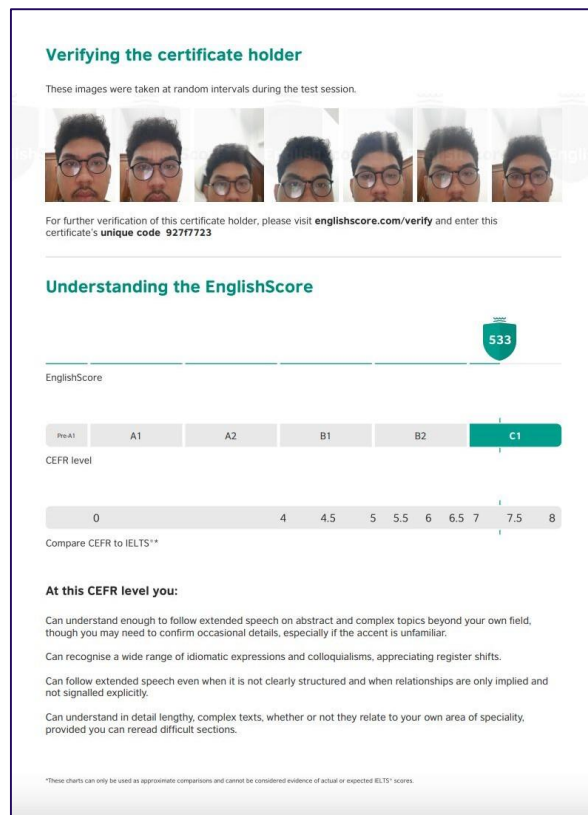 Verifying the certificate holder
These images were taken at random intervals during the test session.
For further verification of this certificate holder, please visit englishscore.com/verify and enter this
certificate's unique code 927f7723
Understanding the EnglishScore
533
EnglishScore
Pre-A1 A1 A2 B1 B2 C1
CEFR level
0 4 4.5 5 5.5 6 6.5 7 7.5 8
Compare CEFR to IELTS**
At this CEFR level you:
Can understand enough to follow extended speech on abstract and complex topics beyond your own field,
though you may need to confirm occasional details, especially if the accent is unfamiliar.
Can recognise a wide range of idiomatic expressions and colloquialisms, appreciating register shifts.
Can follow extended speech even when it is not clearly structured and when relationships are only implied and
not signalled explicitly.
Can understand in detail lengthy, complex texts, whether or not they relate to your own area of speciality,
provided you can reread difficult sections.
*These charts can only be used as approximate comparisons and cannot be considered evidence of actual or expected IELTS* scores.